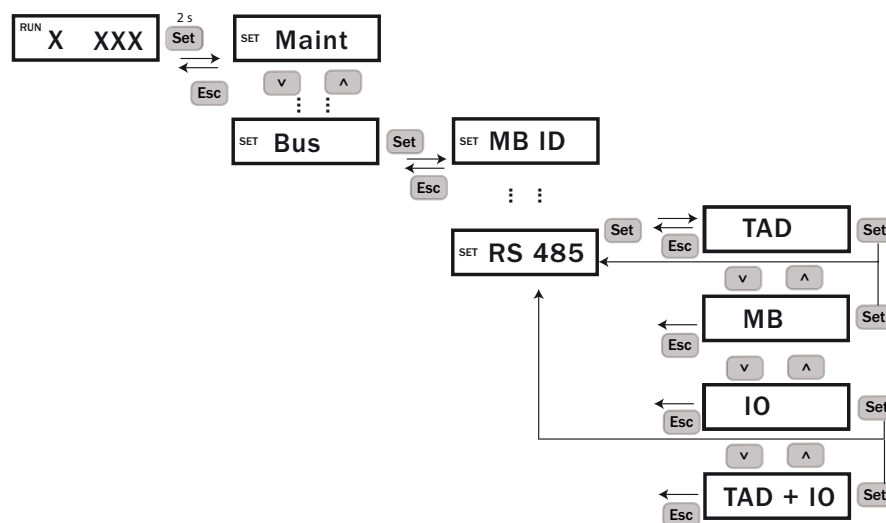 2 s
RUN X XXX
Set
SET Maint
Esc
v ^
SET Bus
Set
SET MB ID
Esc
SET RS 485
Set
TAD
Set
Esc
v ^
MB
Set
Esc
v ^
IO
Set
Esc
v ^
TAD + IO
Set
Esc